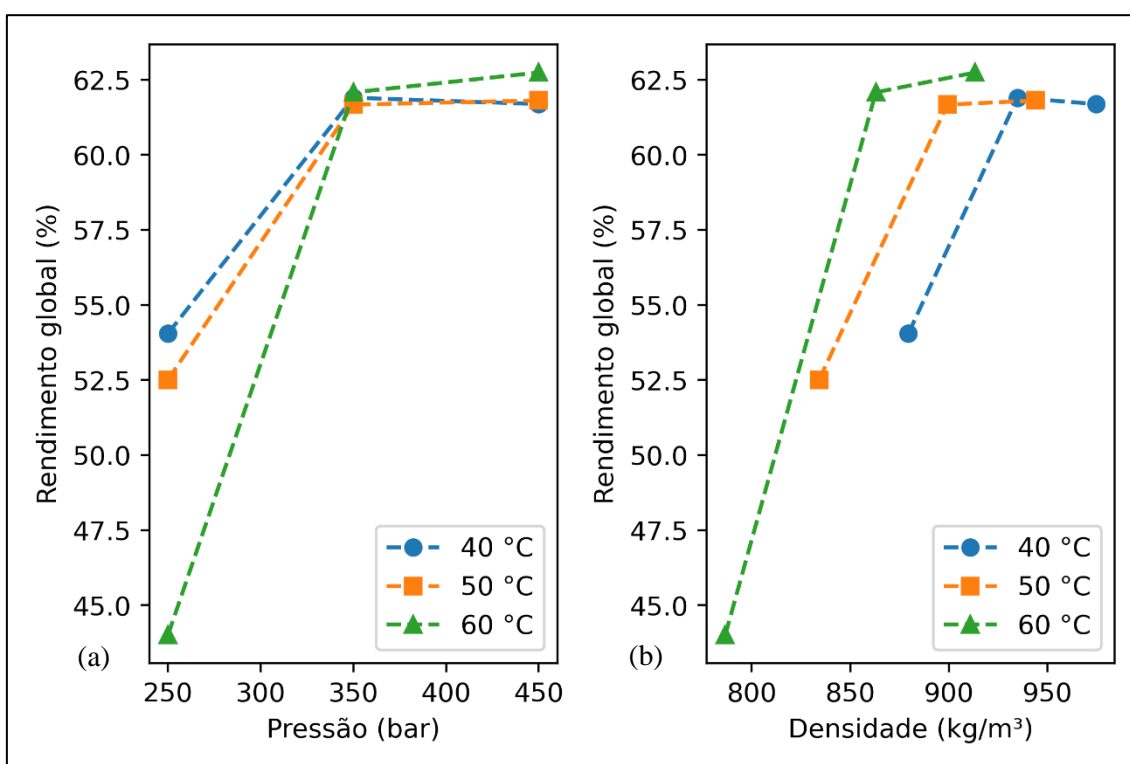 62.5
60.0
57.5
55.0
52.5
50.0
47.5
45.0
Rendimento global (%)
40 °C
50 °C
60 °C
(a)
250 300 350 400 450
Pressão (bar)
62.5
60.0
57.5
55.0
52.5
50.0
47.5
45.0
Rendimento global (%)
40 °C
50 °C
60 °C
(b)
800 850 900 950
Densidade (kg/m³)